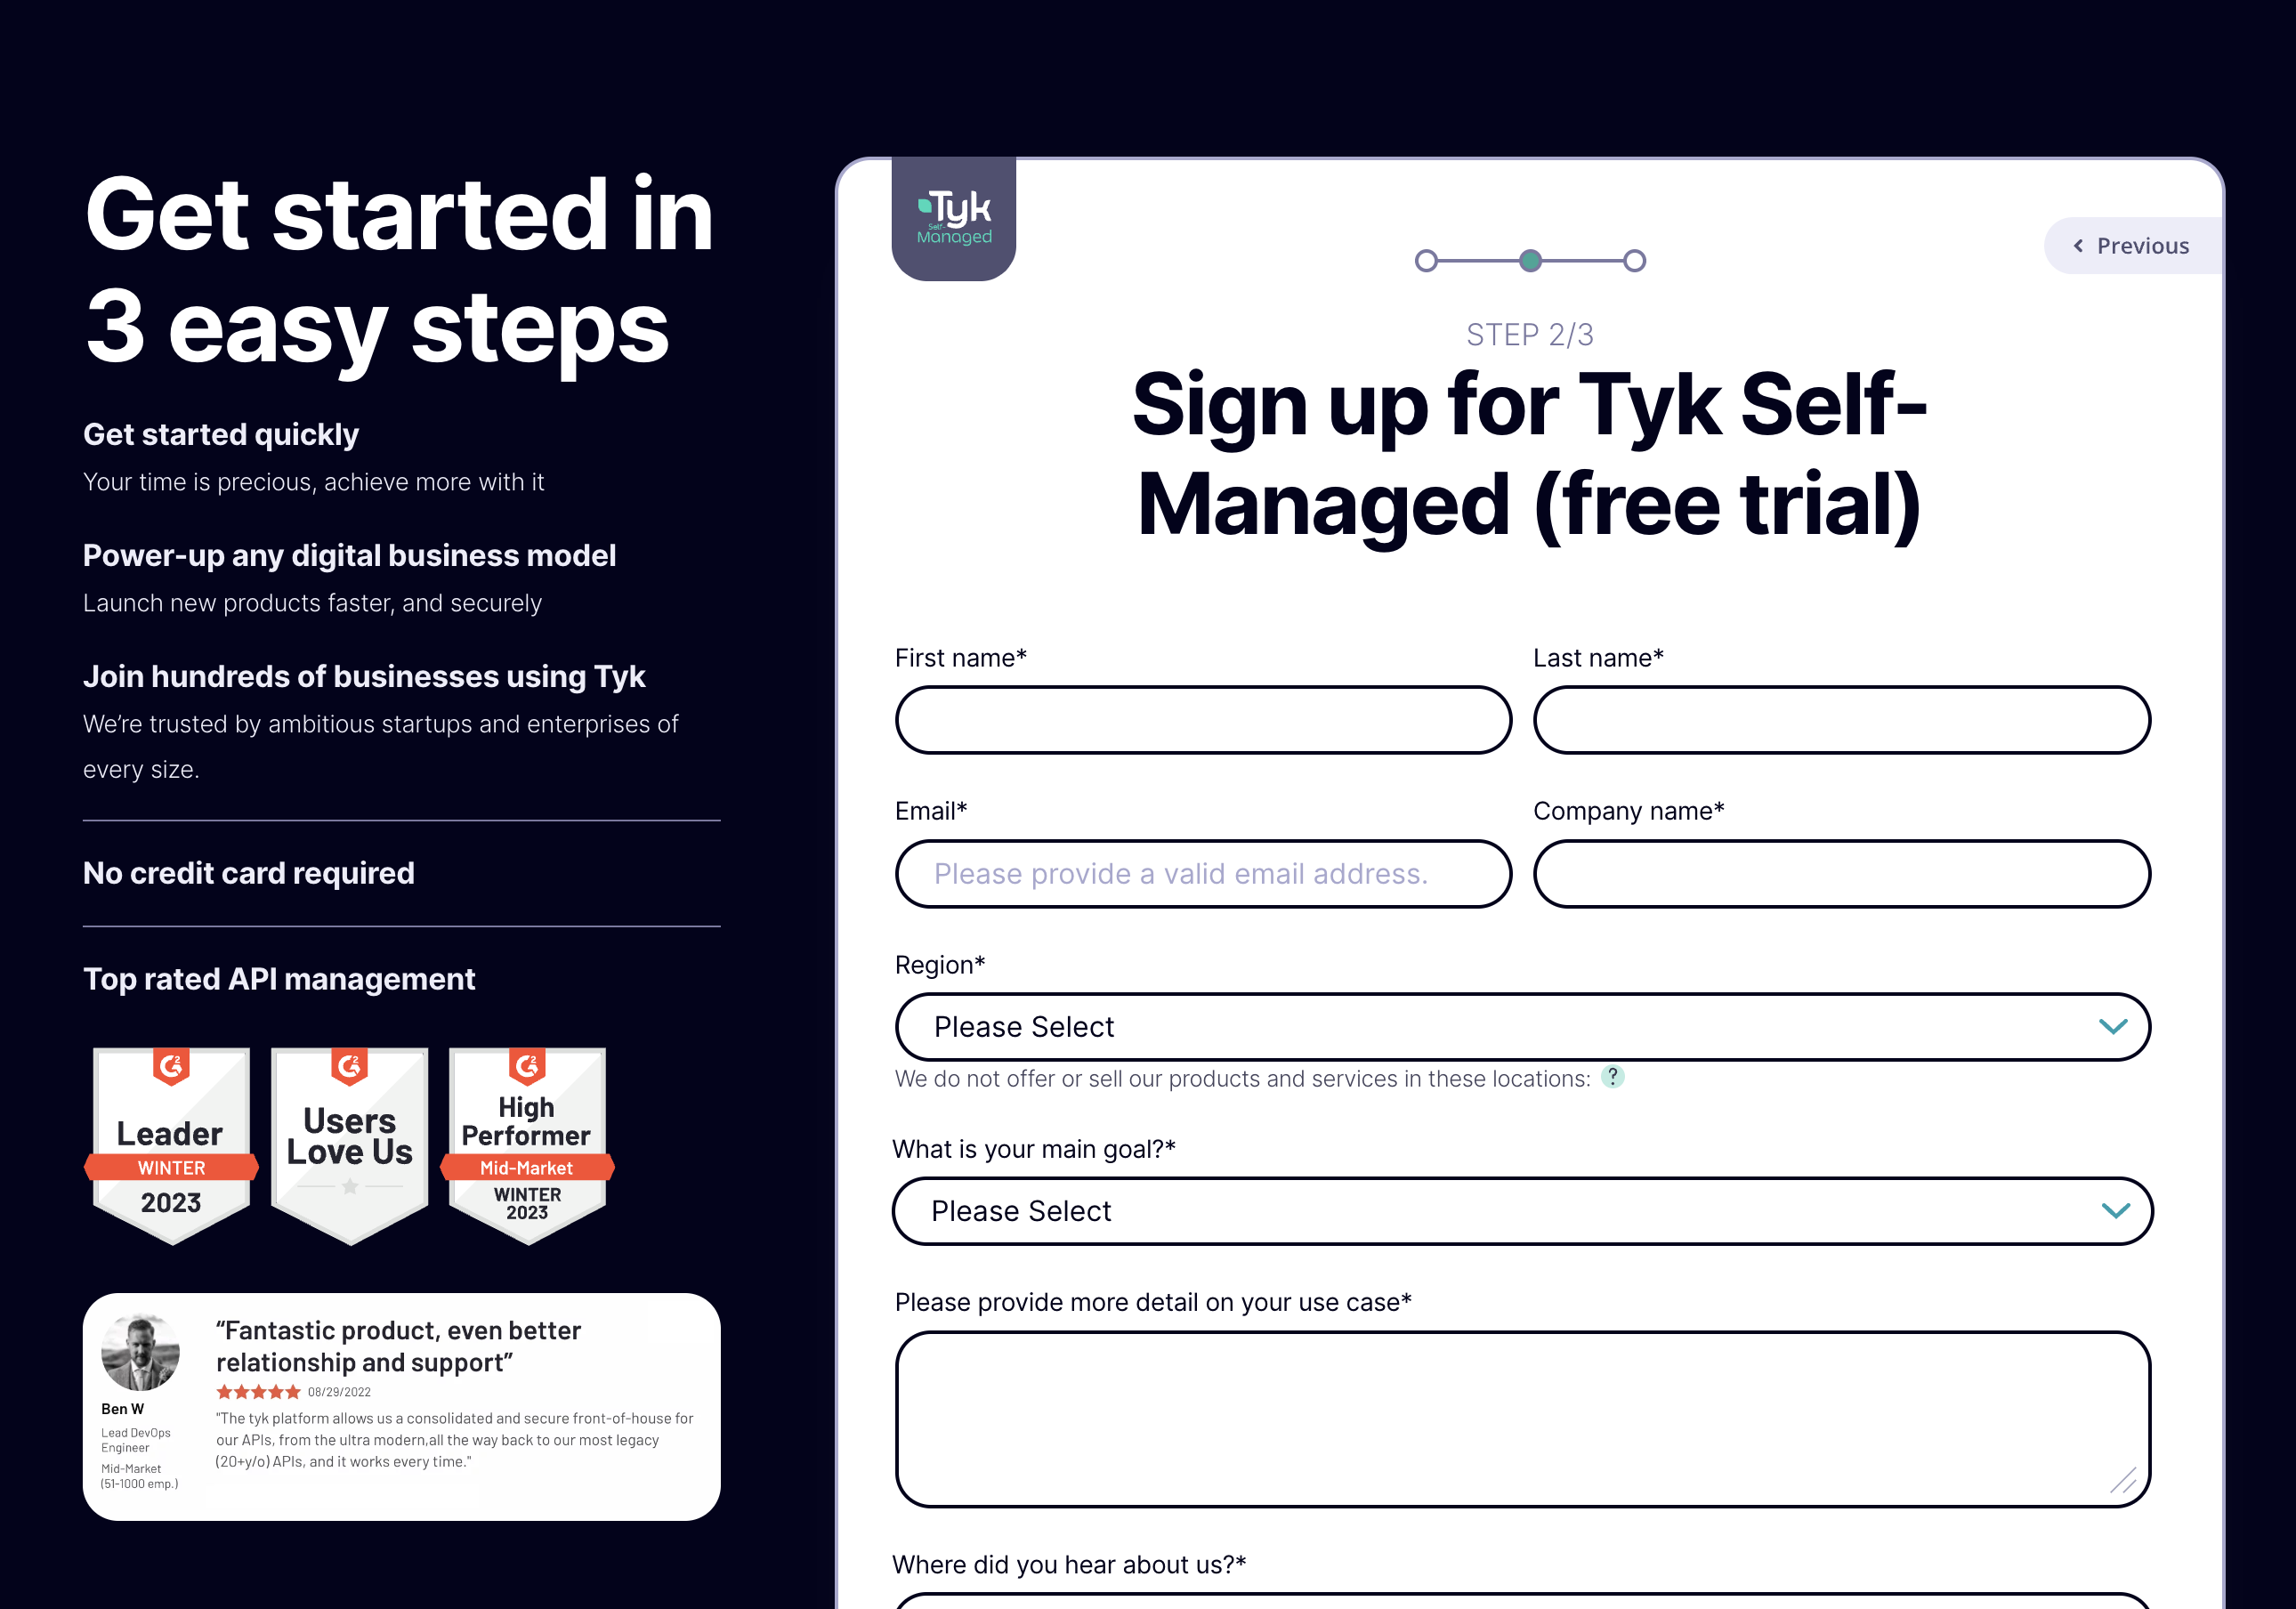 Get started in
3 easy steps
Get started quickly
Your time is precious, achieve more with it
Power-up any digital business model
Launch new products faster, and securely
Join hundreds of businesses using Tyk
We’re trusted by ambitious startups and enterprises of
every size.
No credit card required
Top rated API management
G2
Leader
WINTER
2023
G2
Users
Love Us
G2
High
Performer
Mid-Market
WINTER
2023
Ben W
Lead DevOps
Engineer
Mid-Market
(51-1000 emp.)
“Fantastic product, even better
relationship and support”
08/29/2022
"The tyk platform allows us a consolidated and secure front-of-house for
our APIs, from the ultra modern,all the way back to our most legacy
(20+y/o) APIs, and it works every time."
Tyk
Self-
Managed
Previous
STEP 2/3
Sign up for Tyk Self-
Managed (free trial)
First name*
Last name*
Email*
Company name*
Please provide a valid email address.
Region*
Please Select
We do not offer or sell our products and services in these locations: ?
What is your main goal?*
Please Select
Please provide more detail on your use case*
Where did you hear about us?*